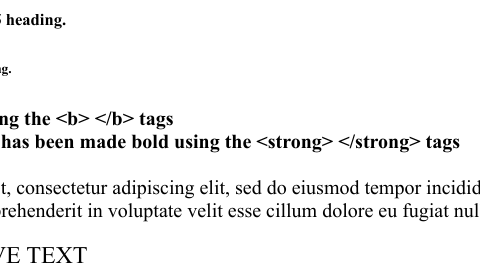 heading.
ng the <b> </b> tags
has been made bold using the <strong> </strong> tags
t, consectetur adipiscing elit, sed do eiusmod tempor incidid
rehenderit in voluptate velit esse cillum dolore eu fugiat nul
VE TEXT